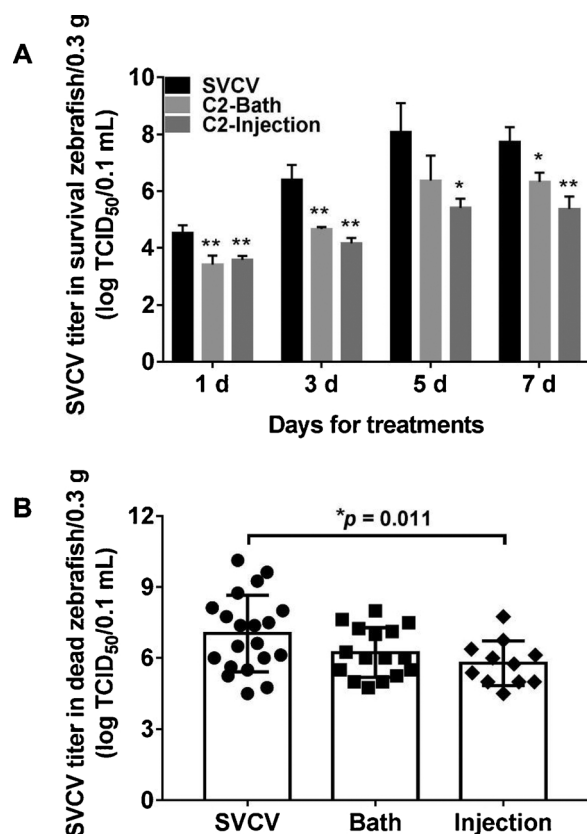 A
SVCV titer in survival zebrafish/0.3 g
(log TCID50/0.1 mL)
10
8
6
4
2
0
SVCV
C2-Bath
C2-Injection
** **
** **
*
* **
1 d 3 d 5 d 7 d
Days for treatments
B
SVCV titer in dead zebrafish/0.3 g
(log TCID50/0.1 mL)
12
9
6
3
0
*p = 0.011
SVCV Bath Injection